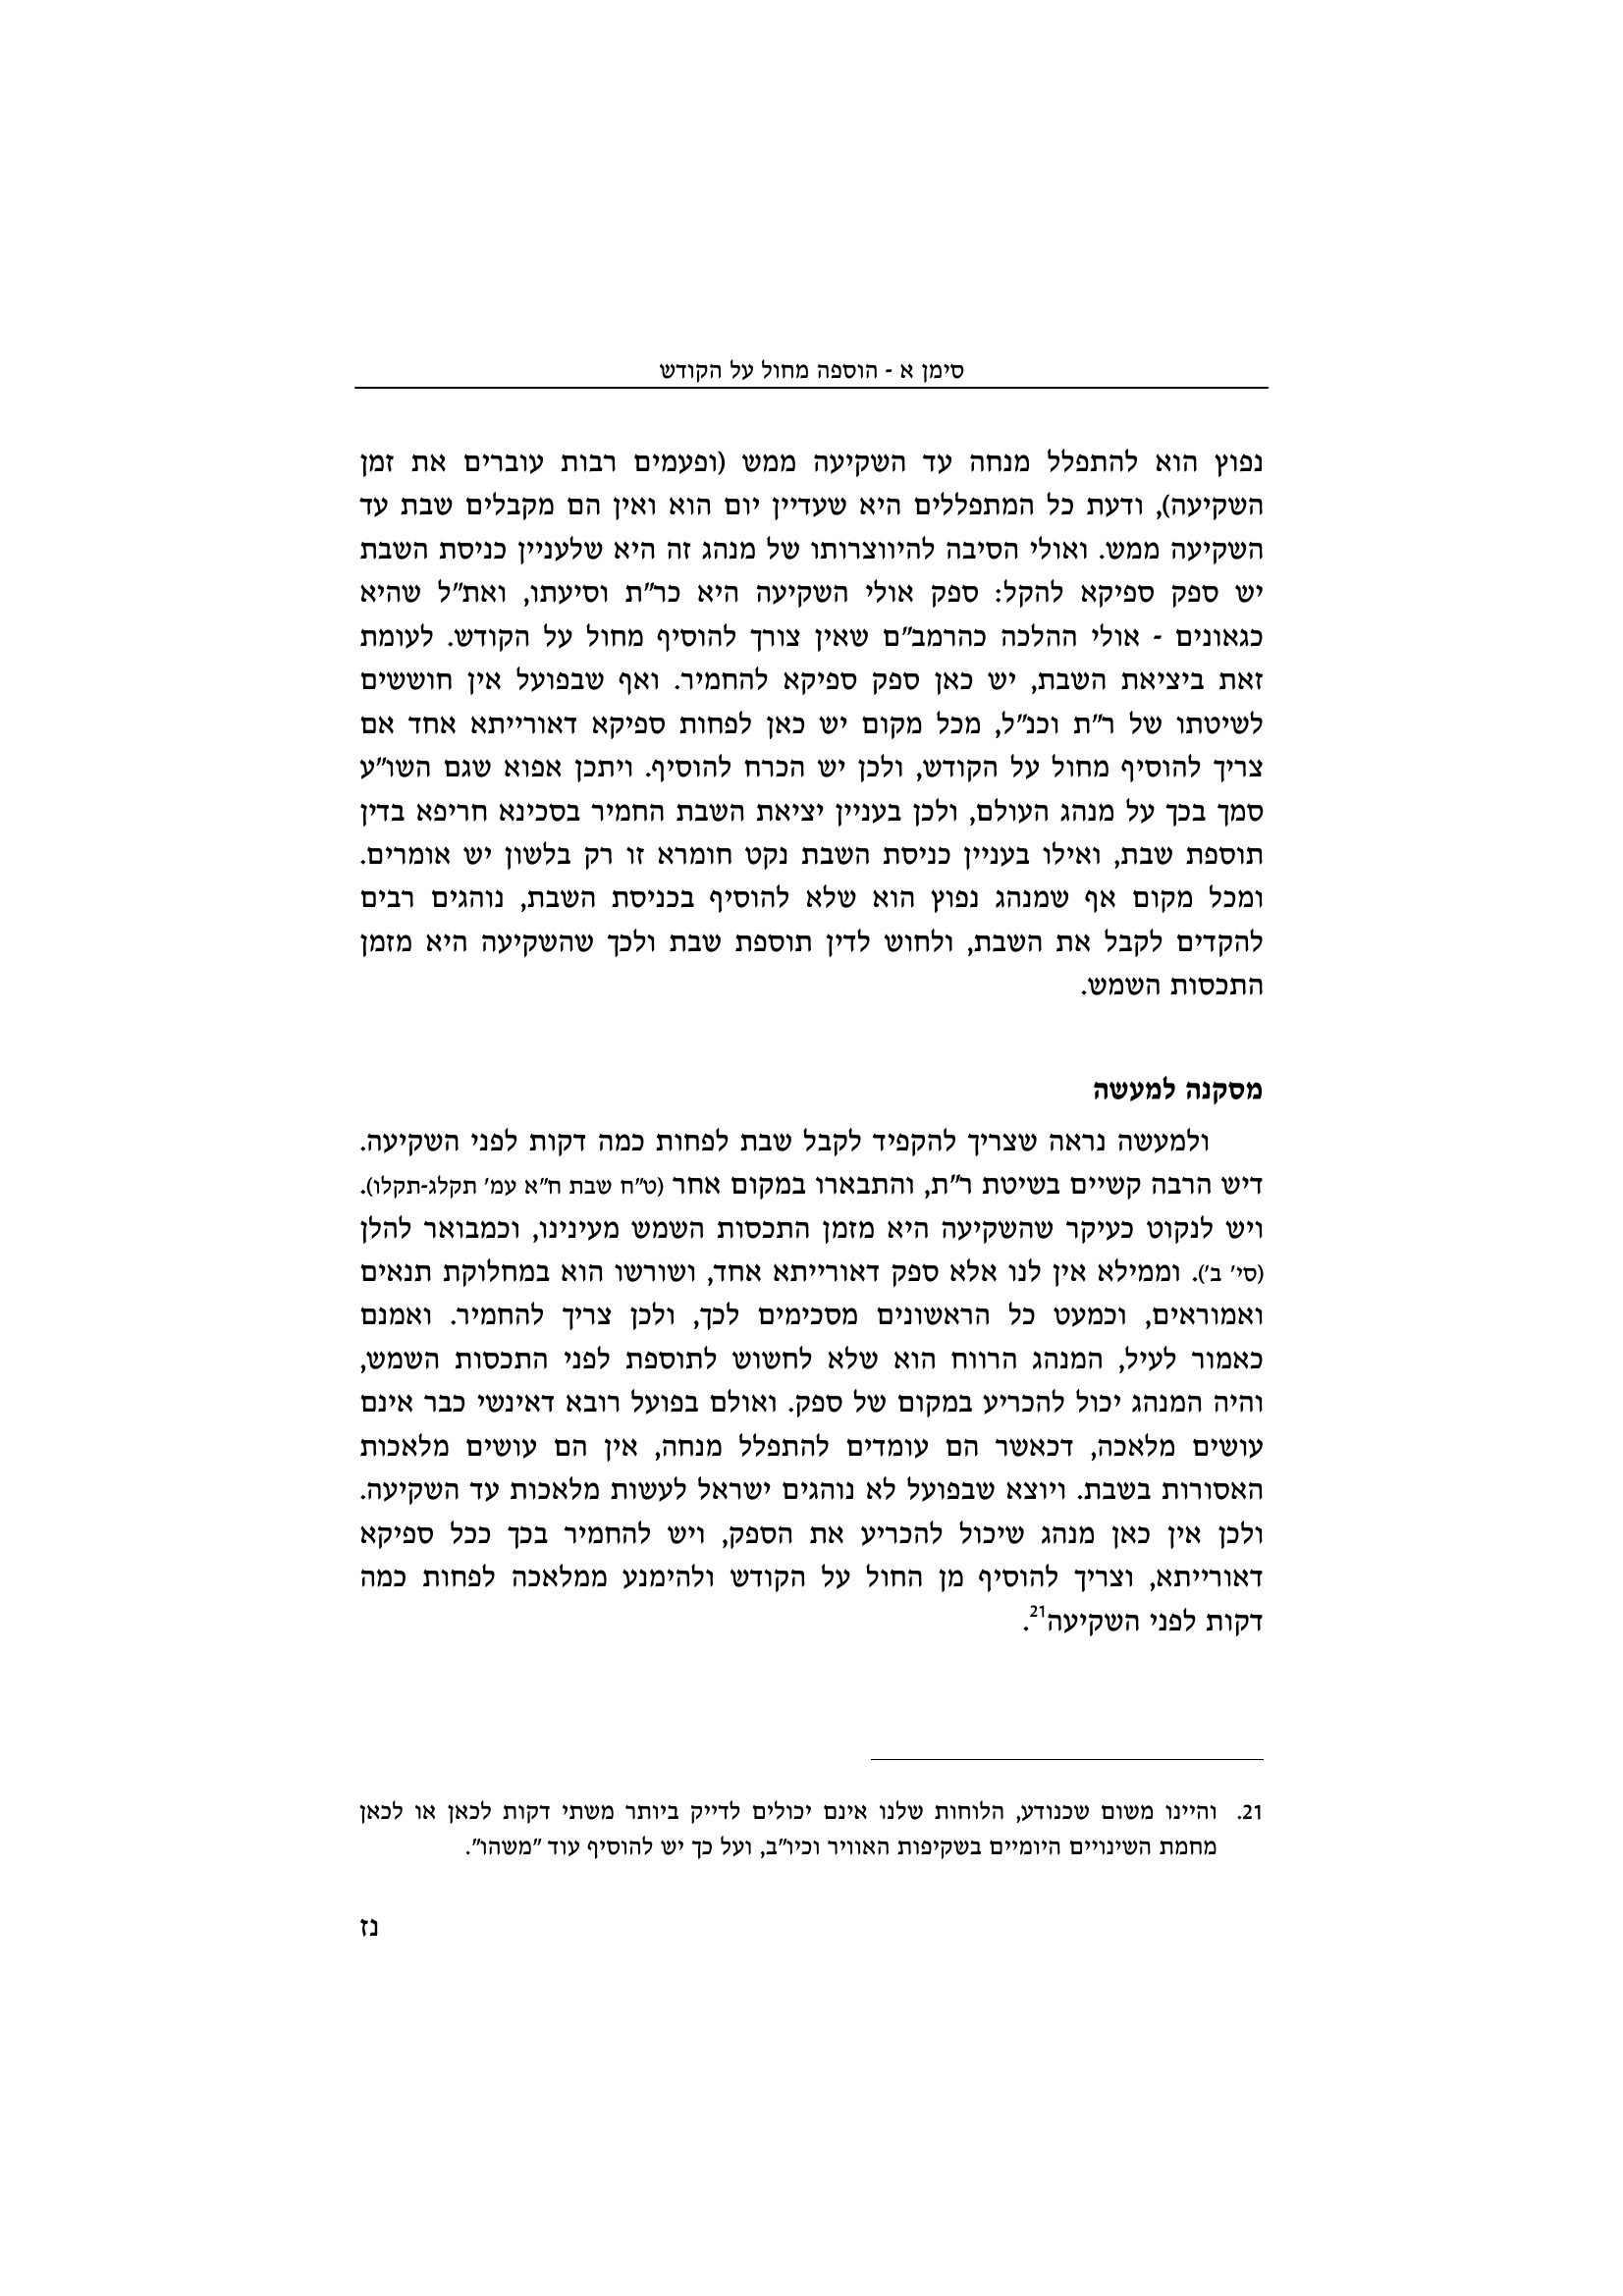 סימן א - הוספה מחול על הקודש
נפוץ הוא להתפלל מנחה עד השקיעה ממש (ופעמים רבות עוברים את זמן
השקיעה), ודעת כל המתפללים היא שעדיין יום הוא ואין הם מקבלים שבת עד
השקיעה ממש. ואולי הסיבה להיווצרותו של מנהג זה היא שלעניין כניסת השבת
יש ספק ספיקא להקל: ספק אולי השקיעה היא כר"ת וסיעתו, ואת"ל שהיא
כגאונים - אולי ההלכה כהרמב"ם שאין צורך להוסיף מחול על הקודש. לעומת
זאת ביציאת השבת, יש כאן ספק ספיקא להחמיר. ואף שבפועל אין חוששים
לשיטתו של ר"ת וכנ"ל, מכל מקום יש כאן לפחות ספיקא דאורייתא אחד אם
צריך להוסיף מחול על הקודש, ולכן יש הכרח להוסיף. ויתכן אפוא שגם השו"ע
סמך בכך על מנהג העולם, ולכן בעניין יציאת השבת החמיר בסכינא חריפא בדין
תוספת שבת, ואילו בעניין כניסת השבת נקט חומרא זו רק בלשון יש אומרים.
ומכל מקום אף שמנהג נפוץ הוא שלא להוסיף בכניסת השבת, נוהגים רבים
להקדים לקבל את השבת, ולחוש לדין תוספת שבת ולכך שהשקיעה היא מזמן
התכסות השמש.
מסקנה למעשה
ולמעשה נראה שצריך להקפיד לקבל שבת לפחות כמה דקות לפני השקיעה.
דיש הרבה קשיים בשיטת ר"ת, והתבארו במקום אחר (ט"ח שבת ח"א עמ' תקלג-תקלו).
ויש לנקוט כעיקר שהשקיעה היא מזמן התכסות השמש מעינינו, וכמבואר להלן
(סי' ב'). וממילא אין לנו אלא ספק דאורייתא אחד, ושורשו הוא במחלוקת תנאים
ואמוראים, וכמעט כל הראשונים מסכימים לכך, ולכן צריך להחמיר. ואמנם
כאמור לעיל, המנהג הרווח הוא שלא לחשוש לתוספת לפני התכסות השמש,
והיה המנהג יכול להכריע במקום של ספק. ואולם בפועל רובא דאינשי כבר אינם
עושים מלאכה, דכאשר הם עומדים להתפלל מנחה, אין הם עושים מלאכות
האסורות בשבת. ויוצא שבפועל לא נוהגים ישראל לעשות מלאכות עד השקיעה.
ולכן אין כאן מנהג שיכול להכריע את הספק, ויש להחמיר בכך ככל ספיקא
דאורייתא, וצריך להוסיף מן החול על הקודש ולהימנע ממלאכה לפחות כמה
דקות לפני השקיעה21.
21. והיינו משום שכנודע, הלוחות שלנו אינם יכולים לדייק ביותר משתי דקות לכאן או לכאן
מחמת השינויים היומיים בשקיפות האוויר וכיו"ב, ועל כך יש להוסיף עוד "משהו".
נז